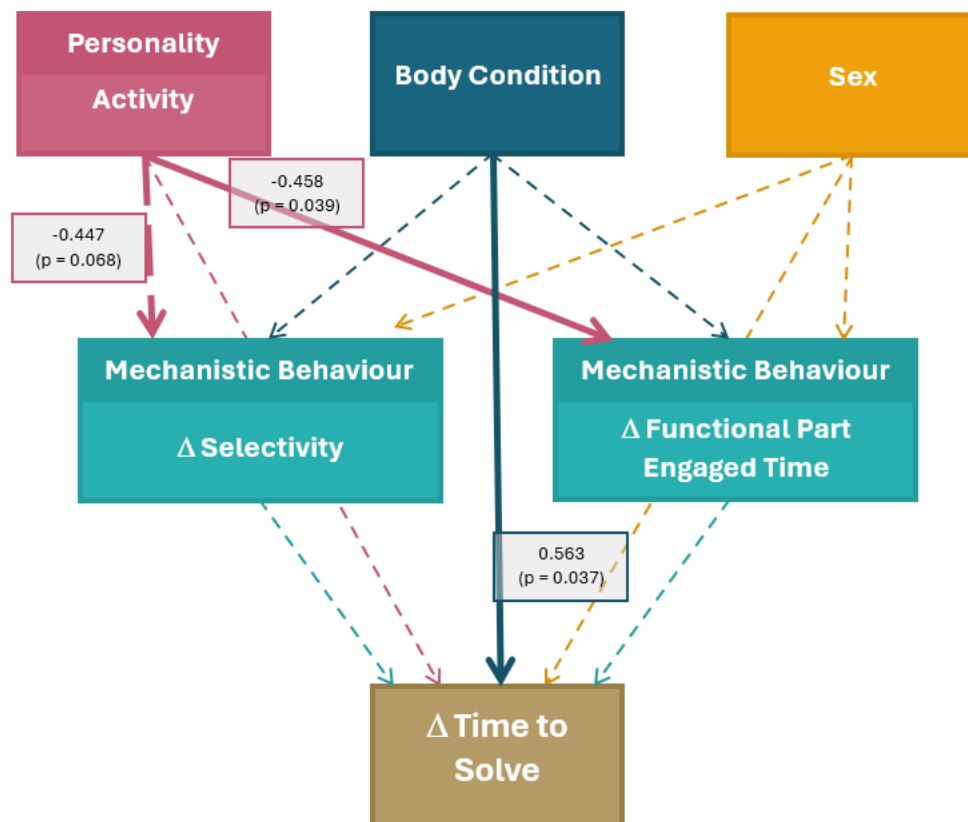 Personality
Activity
Body Condition
Sex
-0.458
(p = 0.039)
-0.447
(p = 0.068)
Mechanistic Behaviour
Δ Selectivity
Mechanistic Behaviour
Δ Functional Part
Engaged Time
0.563
(p = 0.037)
Δ Time to
Solve